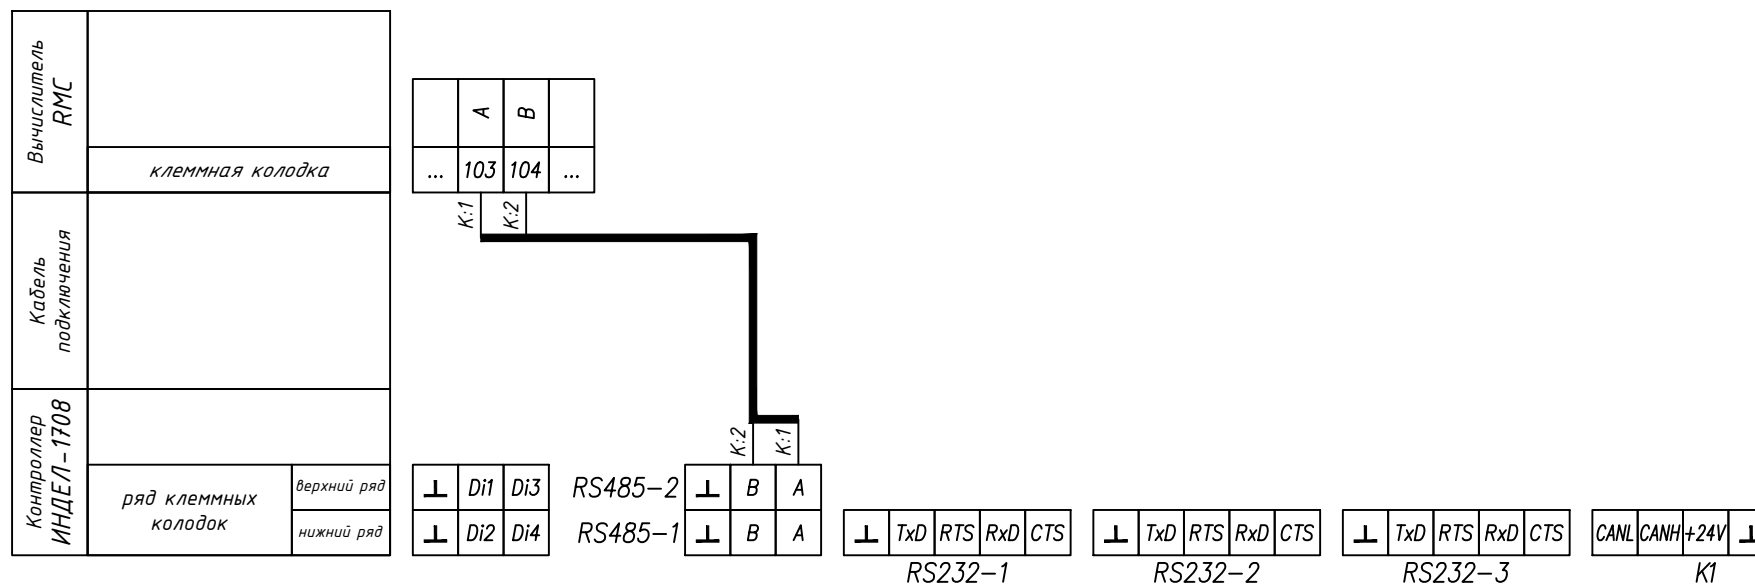 Вычислитель
RMC
клеммная колодка
A B
... 103 104 ...
К:1 К:2
Кабель
подключения
К:2 К:1
Контроллер
ИНДЕЛ-1708
ряд клеммных
колодок
верхний ряд
нижний ряд
⊥ Di1 Di3
⊥ Di2 Di4
RS485-2 ⊥ B A
RS485-1 ⊥ B A
⊥ TxD RTS RxD CTS
RS232-1
⊥ TxD RTS RxD CTS
RS232-2
⊥ TxD RTS RxD CTS
RS232-3
CANL CANH +24V ⊥
K1